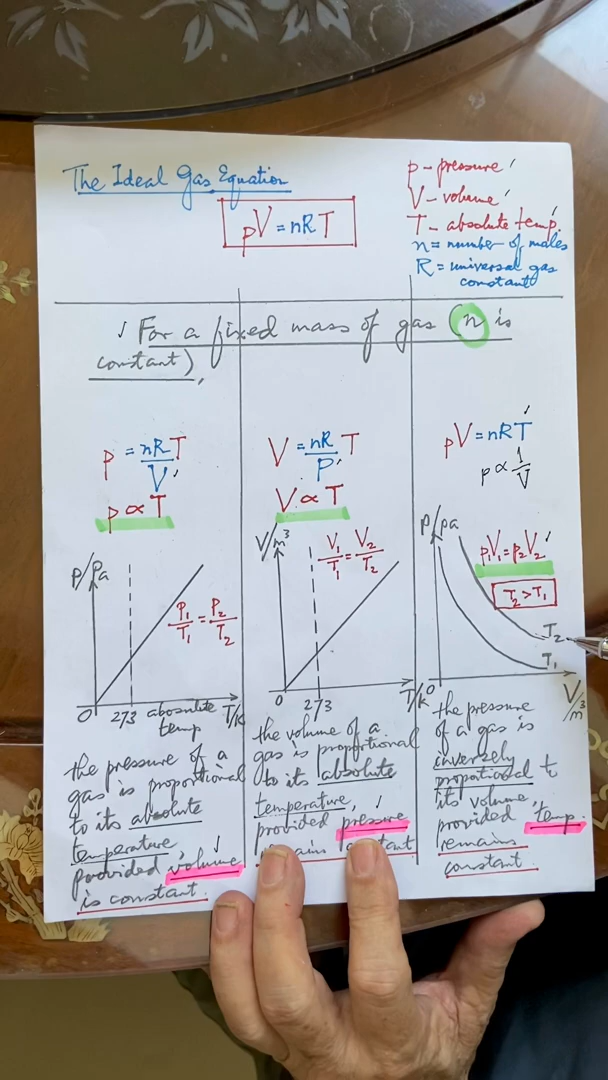 The Ideal Gas Equation
pV = nRT
p - pressure
V - volume
T - absolute temp.
n = number of moles
R = universal gas
constant
For a fixed mass of gas (n is
constant),
p = nRT/V
p ∝ T
P/Pa
P₁/T₁ = P₂/T₂
0 273 absolute T/K
temp
the pressure of a
gas is proportional
to its absolute
temperature
provided volume
is constant.
V = nRT/P
V ∝ T
V/m³
V₁/T₁ = V₂/T₂
0 273 T/K
the volume of a
gas is proportional
to its absolute
temperature,
provided pressure
remains constant
pV = nRT
p ∝ 1/V
P/pa
p₁V₁ = p₂V₂
T₂ > T₁
T₂
T₁
0 V/m³
the pressure
of a gas is
inversely
propotional to
its volume,
provided temp.
remains
constant.